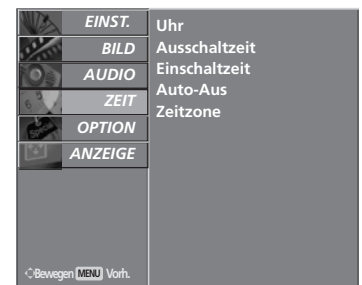 EINST.
BILD
AUDIO
ZEIT
OPTION
ANZEIGE
Uhr
Ausschaltzeit
Einschaltzeit
Auto-Aus
Zeitzone
Bewegen MENU Vorh.